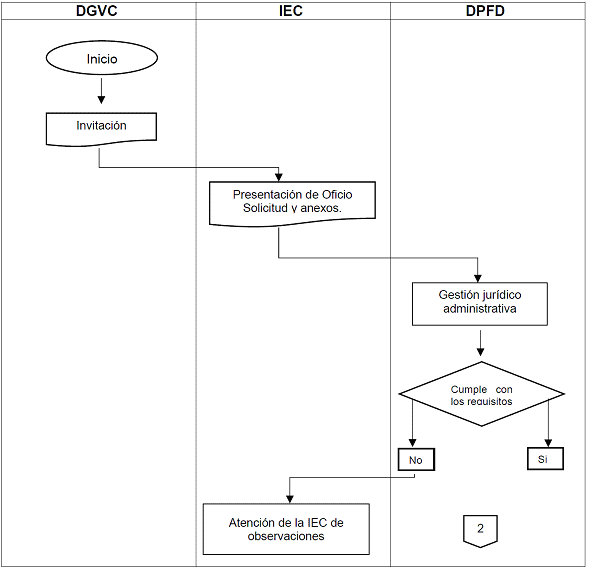 DGVC
IEC
DPFD
Inicio
Invitación
Presentación de Oficio
Solicitud y anexos.
Gestión jurídico
administrativa
Cumple con
los requisitos
No
Si
Atención de la IEC de
observaciones
2